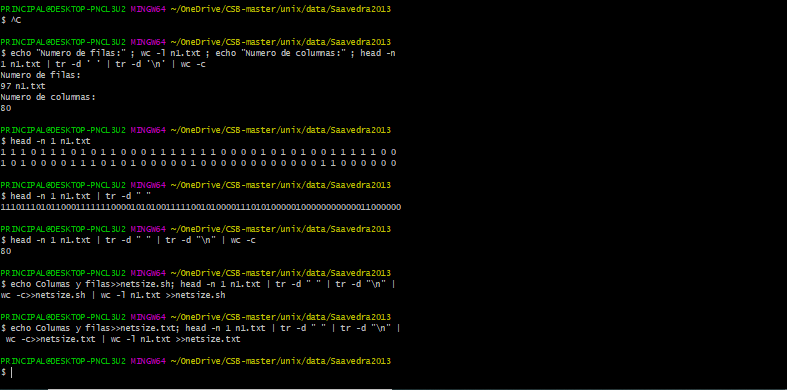 PRINCIPAL@DESKTOP-PNCL3U2 MINGW64 ~/OneDrive/CSB-master/unix/data/Saavedra2013
$ ^C
PRINCIPAL@DESKTOP-PNCL3U2 MINGW64 ~/OneDrive/CSB-master/unix/data/Saavedra2013
$ echo "Numero de filas:" ; wc -l n1.txt ; echo "Numero de columnas:" ; head -n
1 n1.txt | tr -d ' ' | tr -d '\n' | wc -c
Numero de filas:
97 n1.txt
Numero de columnas:
80
PRINCIPAL@DESKTOP-PNCL3U2 MINGW64 ~/OneDrive/CSB-master/unix/data/Saavedra2013
$ head -n 1 n1.txt
1 1 1 0 1 1 1 0 1 0 1 1 0 0 0 1 1 1 1 1 1 1 0 0 0 0 1 0 1 0 1 0 0 1 1 1 1 1 0 0
1 0 1 0 0 0 0 1 1 1 0 1 0 1 0 0 0 0 0 1 0 0 0 0 0 0 0 0 0 0 0 0 1 1 0 0 0 0 0 0
PRINCIPAL@DESKTOP-PNCL3U2 MINGW64 ~/OneDrive/CSB-master/unix/data/Saavedra2013
$ head -n 1 n1.txt | tr -d " "
11101110101100011111110000101010011111001010000111010100000100000000000011000000
PRINCIPAL@DESKTOP-PNCL3U2 MINGW64 ~/OneDrive/CSB-master/unix/data/Saavedra2013
$ head -n 1 n1.txt | tr -d " " | tr -d "\n" | wc -c
80
PRINCIPAL@DESKTOP-PNCL3U2 MINGW64 ~/OneDrive/CSB-master/unix/data/Saavedra2013
$ echo Columas y filas>>netsize.sh; head -n 1 n1.txt | tr -d " " | tr -d "\n" |
wc -c>>netsize.sh | wc -l n1.txt >>netsize.sh
PRINCIPAL@DESKTOP-PNCL3U2 MINGW64 ~/OneDrive/CSB-master/unix/data/Saavedra2013
$ echo Columas y filas>>netsize.txt; head -n 1 n1.txt | tr -d " " | tr -d "\n" |
wc -c>>netsize.txt | wc -l n1.txt >>netsize.txt
PRINCIPAL@DESKTOP-PNCL3U2 MINGW64 ~/OneDrive/CSB-master/unix/data/Saavedra2013
$